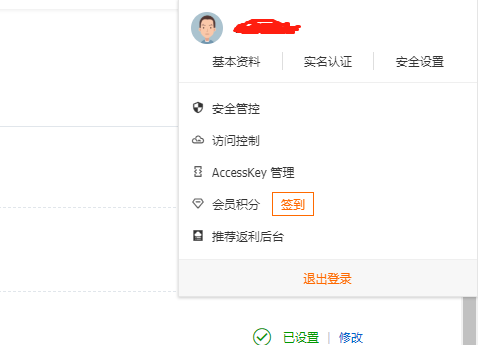 基本资料 实名认证 安全设置
安全管控
访问控制
AccessKey 管理
会员积分 签到
推荐返利后台
退出登录
已设置 | 修改